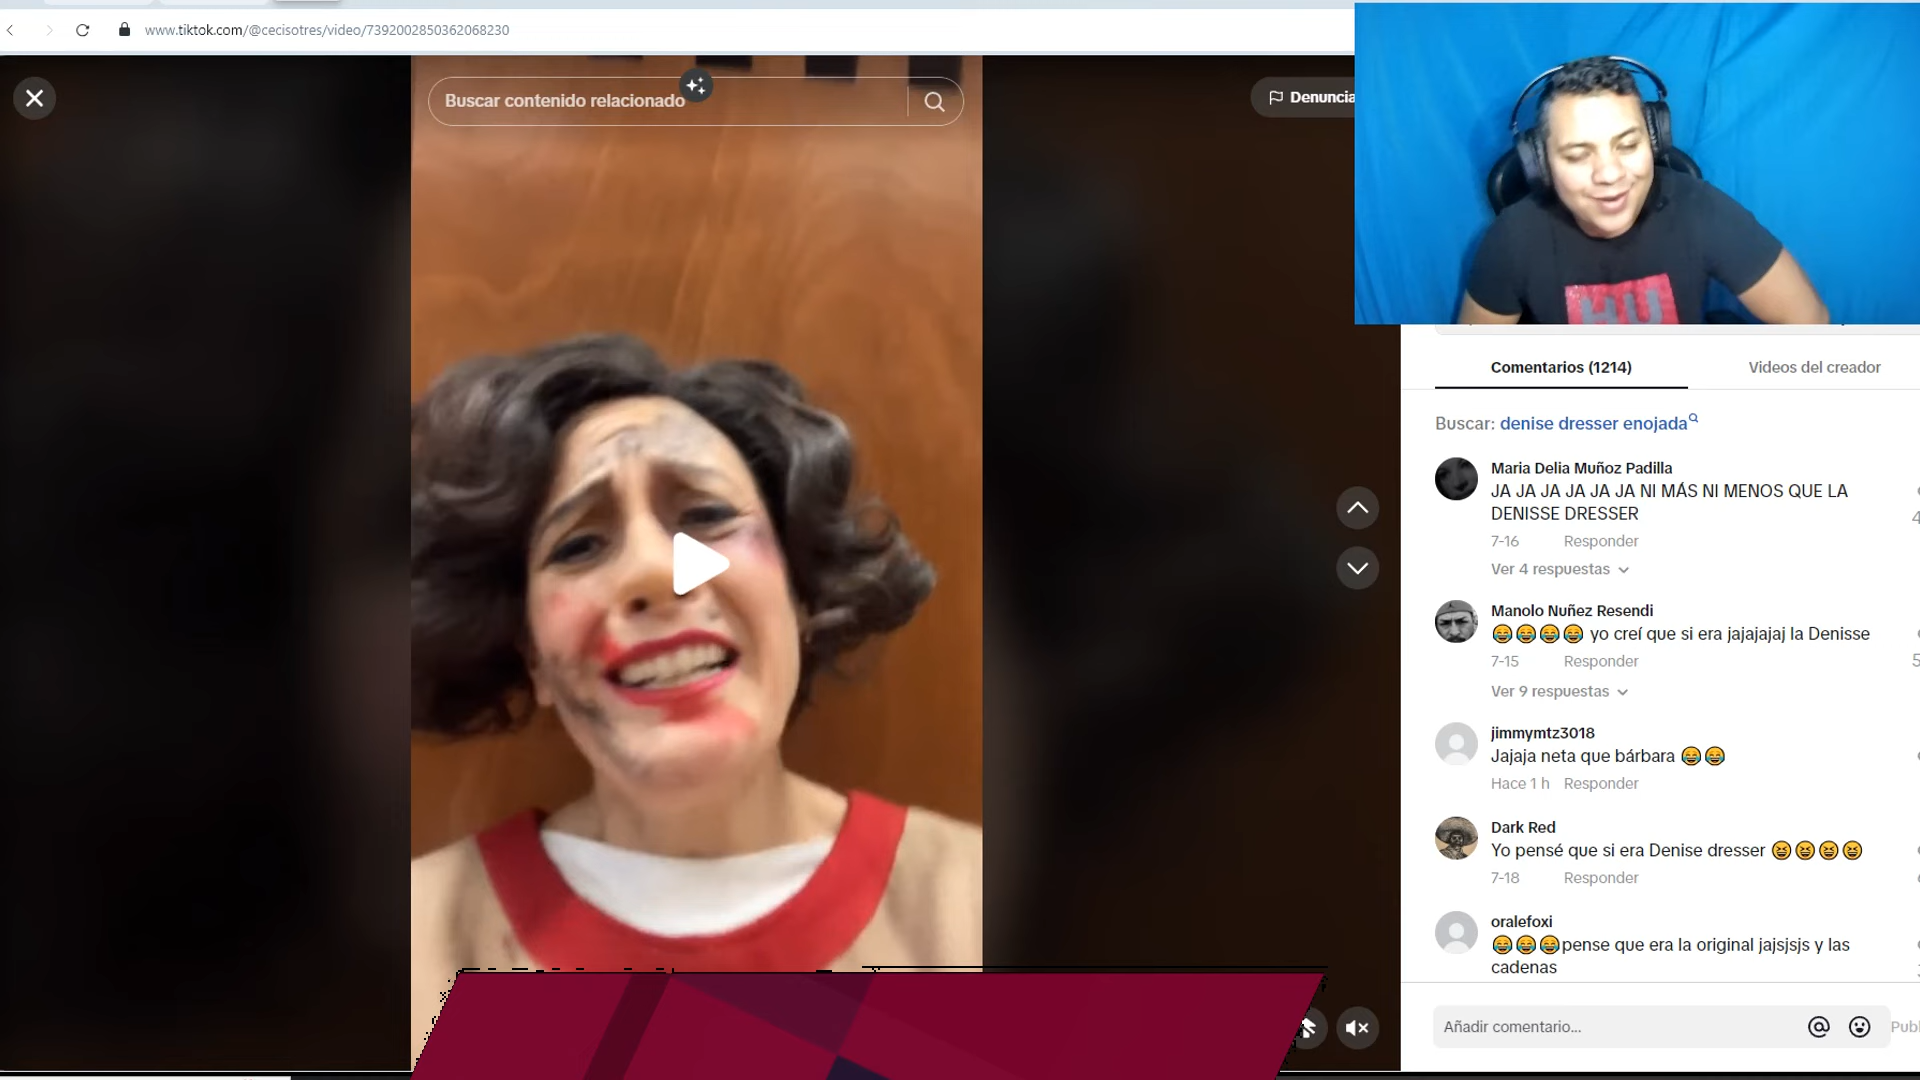 www.tiktok.com/@cecisotres/video/7392002850362068230
Buscar contenido relacionado
Denuncia
HU
Comentarios (1214)
Videos del creador
Buscar: denise dresser enojada
Maria Delia Muñoz Padilla
JA JA JA JA JA JA NI MÁS NI MENOS QUE LA
DENISSE DRESSER
7-16 Responder
Ver 4 respuestas
Manolo Nuñez Resendi
😂😂😂😂 yo creí que si era jajajajaj la Denisse
7-15 Responder
Ver 9 respuestas
jimmymtz3018
Jajaja neta que bárbara 😂😂
Hace 1 h Responder
Dark Red
Yo pensé que si era Denise dresser 😆😆😆😆
7-18 Responder
oralefoxi
😂😂😂pense que era la original jajsjsjs y las
cadenas
Añadir comentario...
Publ